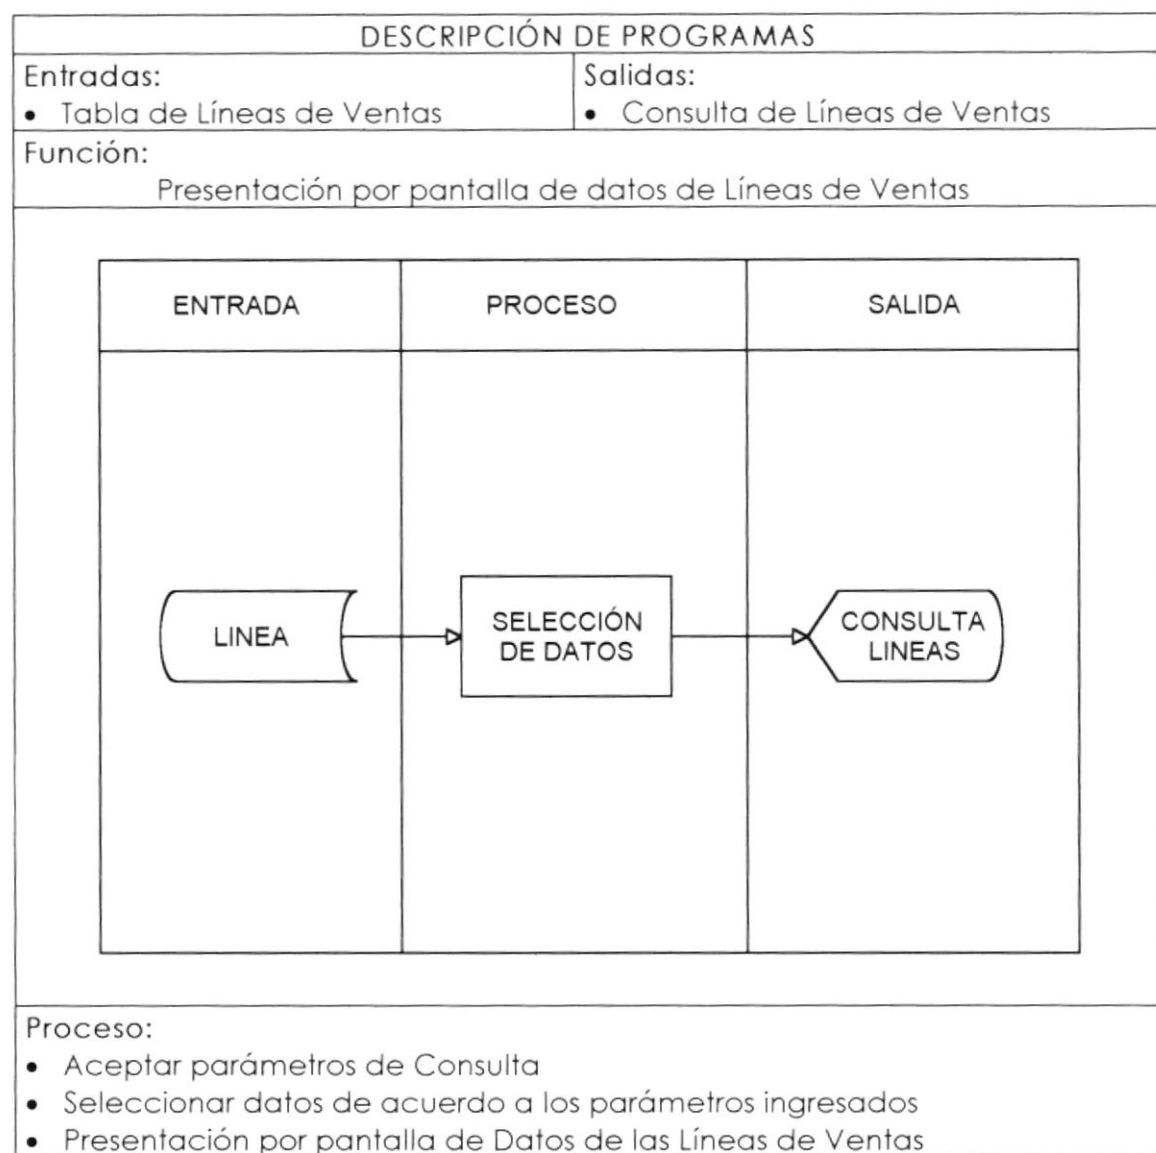 DESCRIPCIÓN DE PROGRAMAS
Entradas:
• Tabla de Líneas de Ventas
Salidas:
• Consulta de Líneas de Ventas
Función:
Presentación por pantalla de datos de Líneas de Ventas
ENTRADA
PROCESO
SALIDA
LINEA
SELECCIÓN
DE DATOS
CONSULTA
LINEAS
Proceso:
• Aceptar parámetros de Consulta
• Seleccionar datos de acuerdo a los parámetros ingresados
• Presentación por pantalla de Datos de las Líneas de Ventas